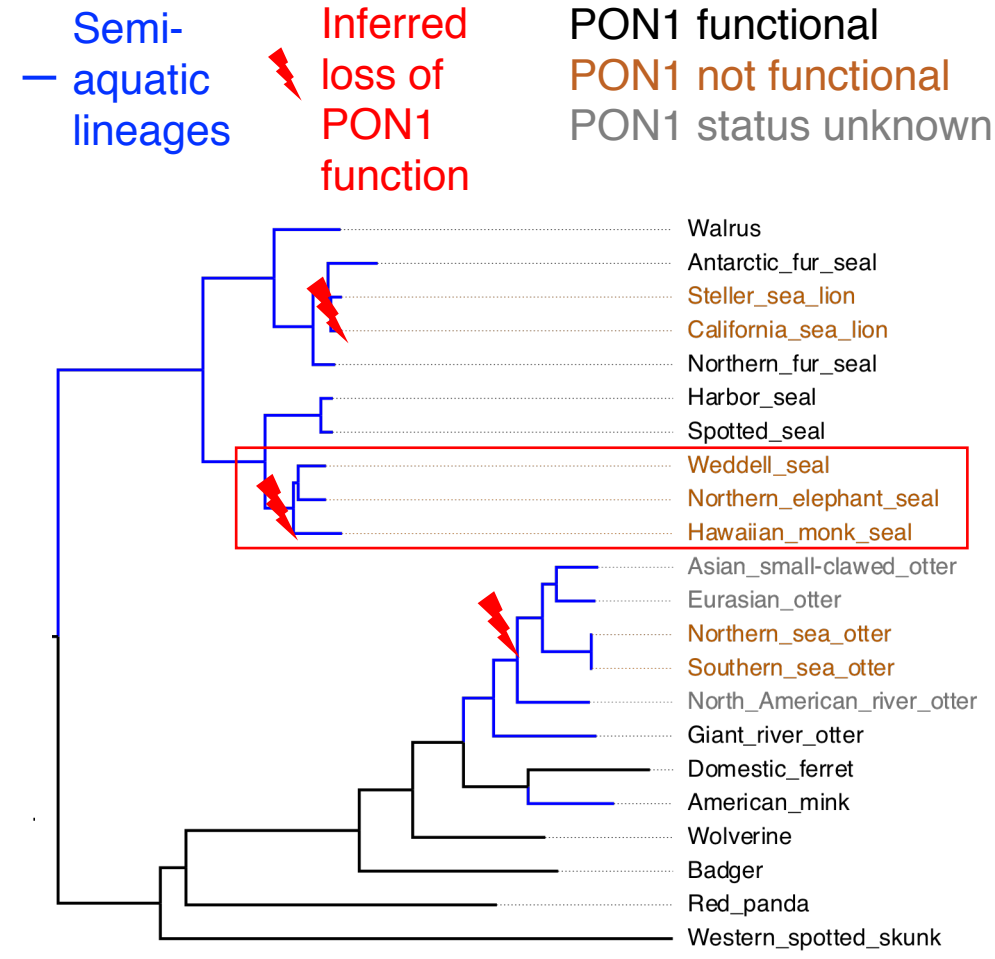 Semi-
aquatic
lineages
Inferred
loss of
PON1
function
PON1 functional
PON1 not functional
PON1 status unknown
Walrus
Antarctic_fur_seal
Steller_sea_lion
California_sea_lion
Northern_fur_seal
Harbor_seal
Spotted_seal
Weddell_seal
Northern_elephant_seal
Hawaiian_monk_seal
Asian_small-clawed_otter
Eurasian_otter
Northern_sea_otter
Southern_sea_otter
North_American_river_otter
Giant_river_otter
Domestic_ferret
American_mink
Wolverine
Badger
Red_panda
Western_spotted_skunk